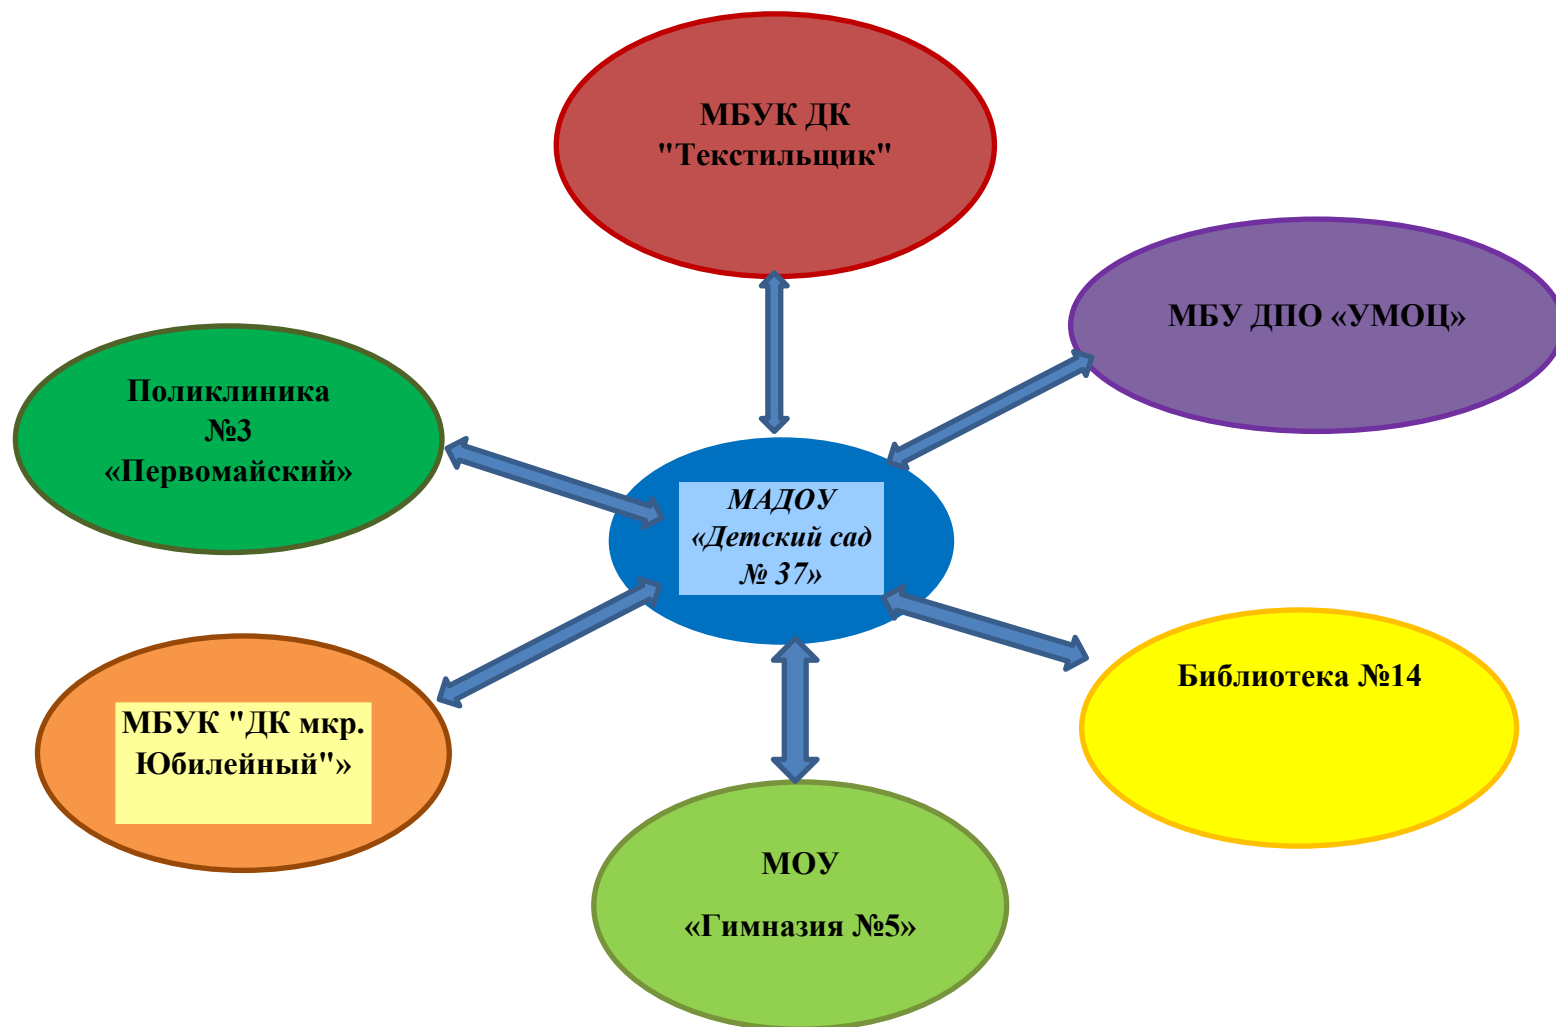 МБУК ДК
"Текстильщик"
МБУ ДПО «УМОЦ»
Поликлиника
№3
«Первомайский»
МАДОУ
«Детский сад
№ 37»
Библиотека №14
МБУК "ДК мкр.
Юбилейный"»
МОУ
«Гимназия №5»